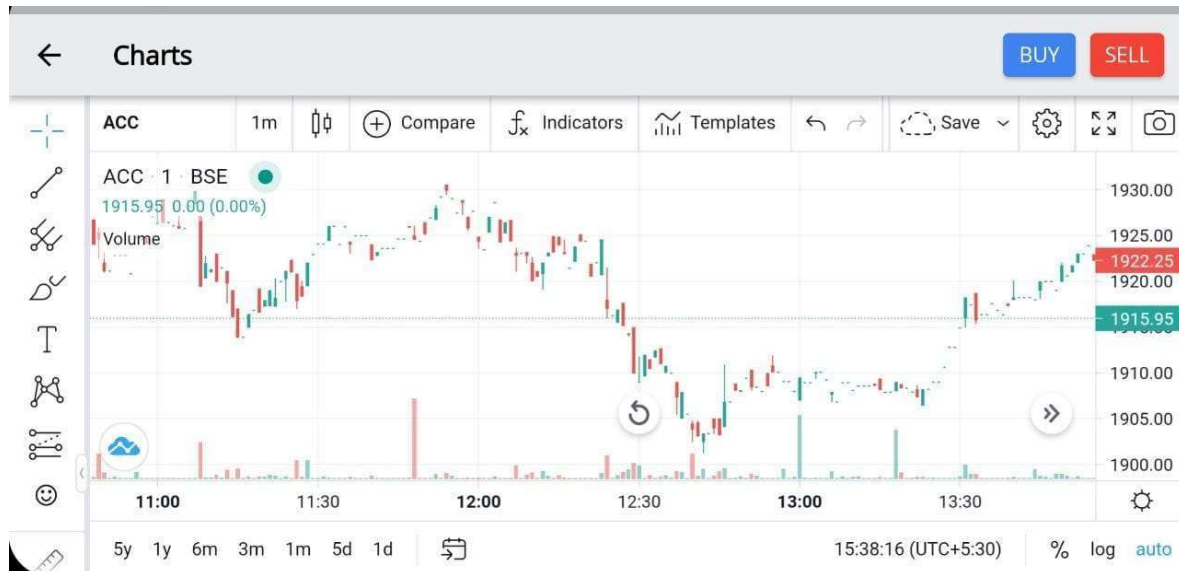 Charts BUY SELL
ACC 1m Compare fx Indicators Templates Save
ACC · 1 · BSE
1915.95 0.00 (0.00%)
Volume
1930.00
1925.00
1922.25
1920.00
1915.95
1910.00
1905.00
1900.00
11:00 11:30 12:00 12:30 13:00 13:30
5y 1y 6m 3m 1m 5d 1d 15:38:16 (UTC+5:30) % log auto